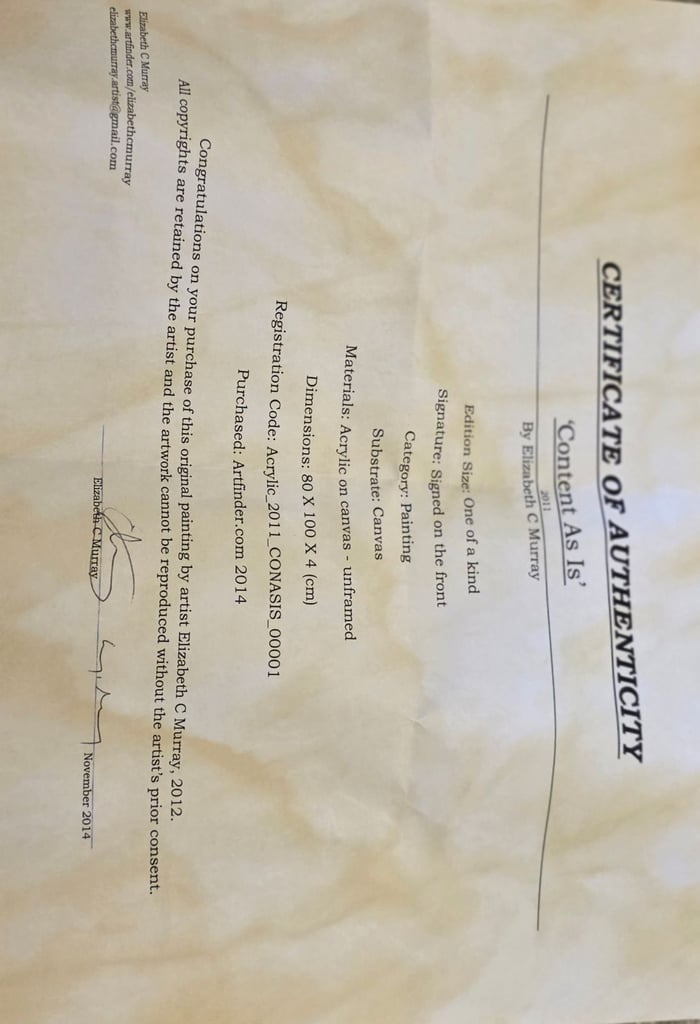 CERTIFICATE OF AUTHENTICITY
'Content As Is'
2011
By Elizabeth C Murray
Edition Size: One of a kind
Signature: Signed on the front
Category: Painting
Substrate: Canvas
Materials: Acrylic on canvas - unframed
Dimensions: 80 X 100 X 4 (cm)
Registration Code: Acrylic_2011_CONASIS_00001
Purchased: Artfinder.com 2014
Congratulations on your purchase of this original painting by artist Elizabeth C Murray, 2012.
All copyrights are retained by the artist and the artwork cannot be reproduced without the artist's prior consent.
Elizabeth C Murray November 2014
Elizabeth C Murray
www.artfinder.com/elizabethcmurray
elizabethcmurray.artist@gmail.com